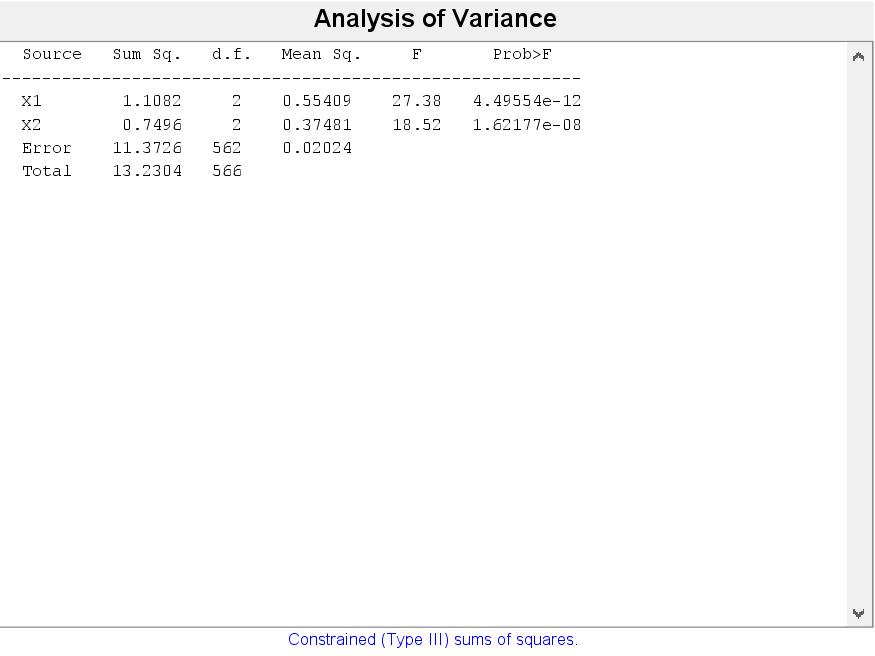 Analysis of Variance
Source Sum Sq. d.f. Mean Sq. F Prob>F
----------------------------------------------------------
X1 1.1082 2 0.55409 27.38 4.49554e-12
X2 0.7496 2 0.37481 18.52 1.62177e-08
Error 11.3726 562 0.02024
Total 13.2304 566
Constrained (Type III) sums of squares.